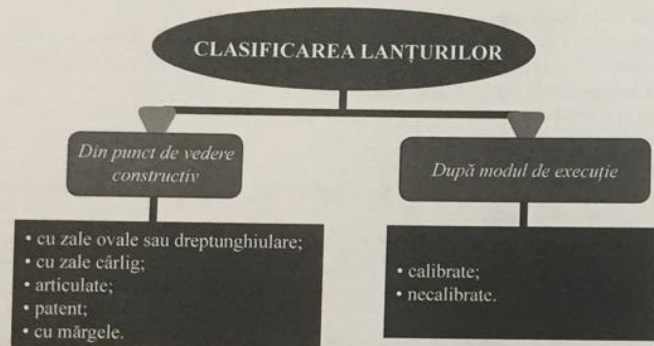 CLASIFICAREA LANȚURILOR
Din punct de vedere
constructiv
• cu zale ovale sau dreptunghiulare;
• cu zale cârlig;
• articulate;
• patent;
• cu mărgele.
După modul de execuție
• calibrate;
• necalibrate.